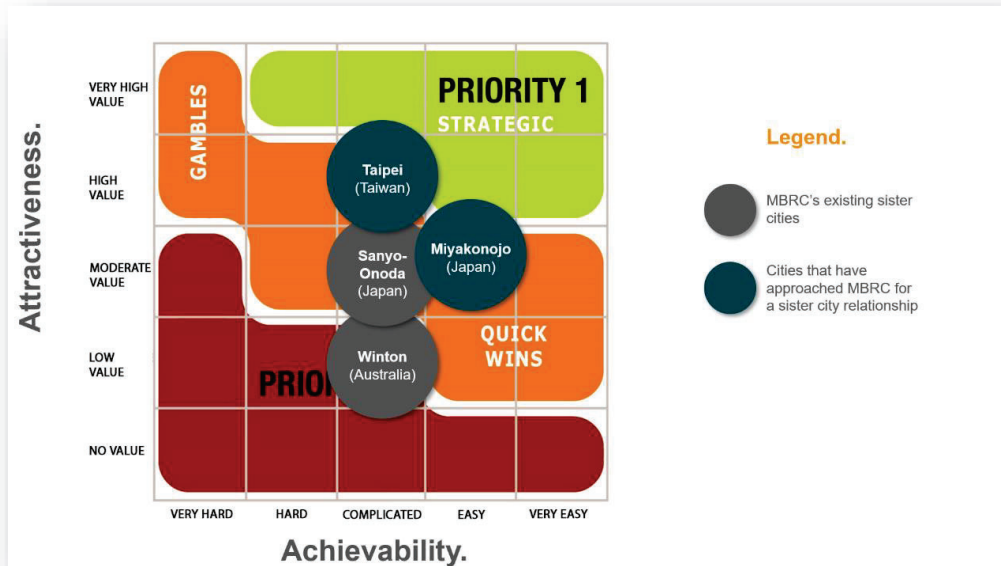 Attractiveness.
VERY HIGH
VALUE
HIGH
VALUE
MODERATE
VALUE
LOW
VALUE
NO VALUE
GAMBLES
PRIORITY 1
STRATEGIC
Taipei
(Taiwan)
Miyakonojo
(Japan)
Sanyo-
Onoda
(Japan)
QUICK
WINS
Winton
(Australia)
VERY HARD
HARD
COMPLICATED
EASY
VERY EASY
Achievability.
Legend.
MBRC's existing sister
cities
Cities that have
approached MBRC for
a sister city relationship